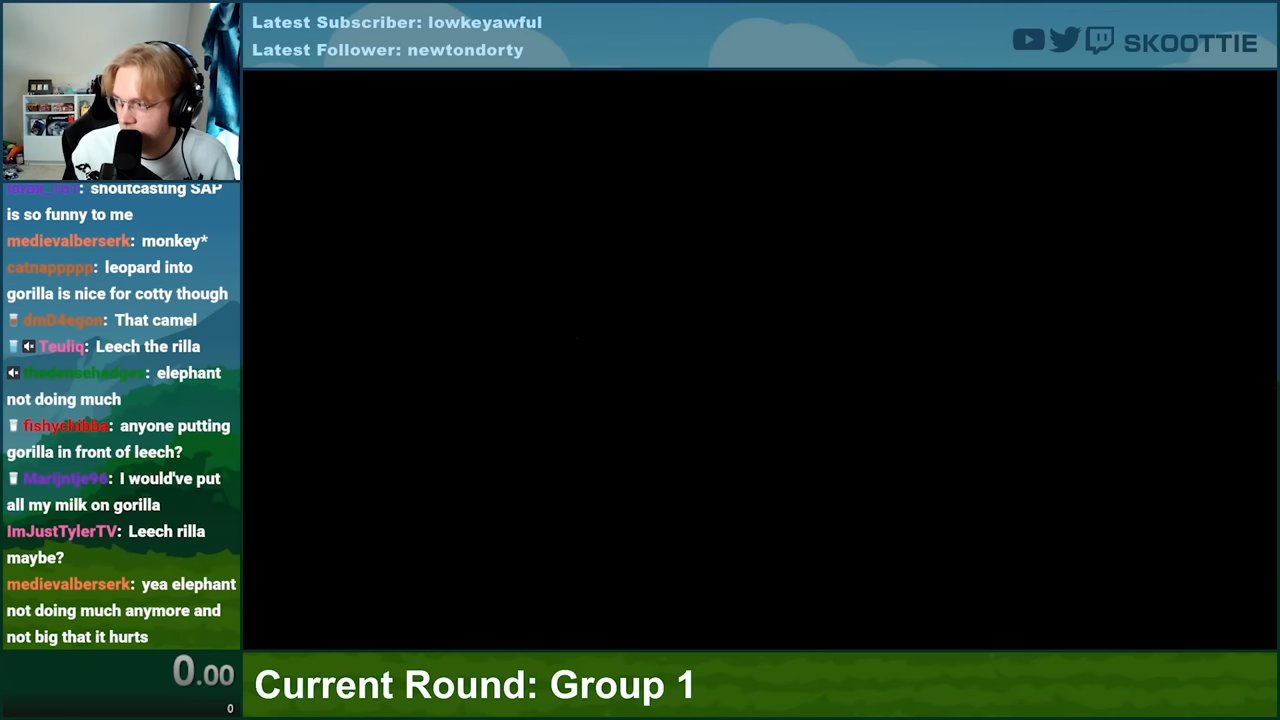 Latest Subscriber: lowkeyawful
Latest Follower: newtondorty
SKOOTTIE
: shoutcasting SAP
is so funny to me
medievalberserk: monkey*
catnappppp: leopard into
gorilla is nice for cotty though
dmD4egon: That camel
Teuliq: Leech the rilla
: elephant
not doing much
fishychibba: anyone putting
gorilla in front of leech?
Marijntje96: I would've put
all my milk on gorilla
ImJustTylerTV: Leech rilla
maybe?
medievalberserk: yea elephant
not doing much anymore and
not big that it hurts
0.00
0
Current Round: Group 1